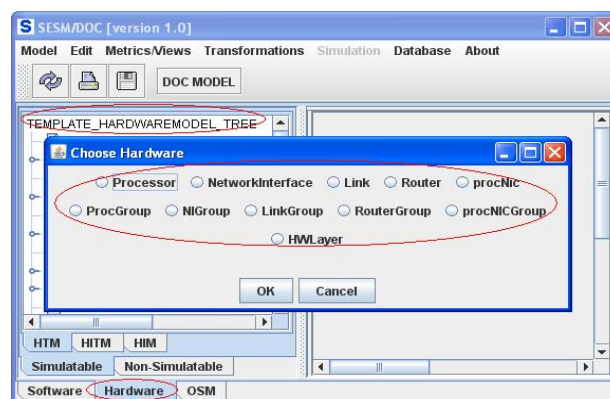 SESM/DOC [version 1.0]
Model Edit Metrics/Views Transformations Simulation Database About
DOC MODEL
TEMPLATE_HARDWAREMODEL_TREE
Choose Hardware
Processor NetworkInterface Link Router procNic
ProcGroup NIGroup LinkGroup RouterGroup procNICGroup
HWLayer
OK Cancel
HTM HITM HIM
Simulatable Non-Simulatable
Software Hardware OSM